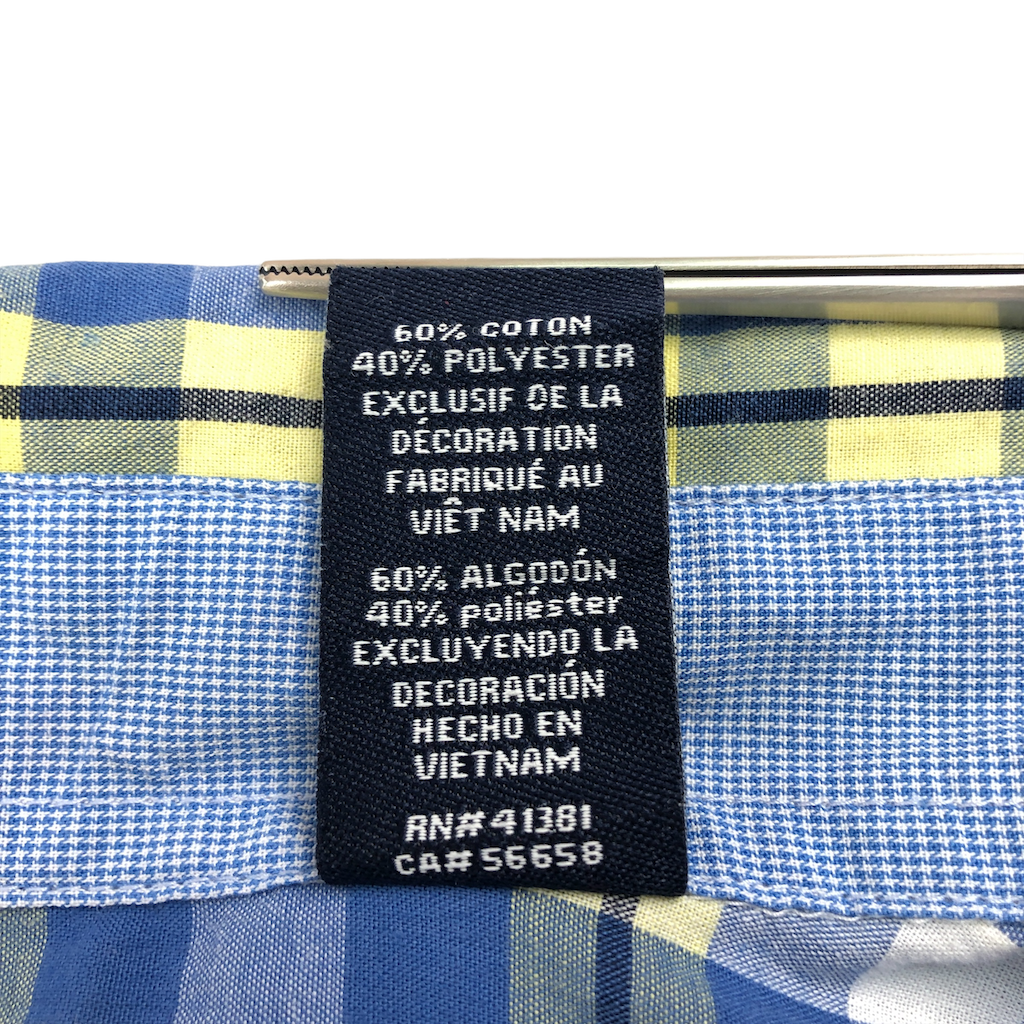 60% COTON
40% POLYESTER
EXCLUSIF DE LA
DÉCORATION
FABRIQUÉ AU
VIÊT NAM
60% ALGODÓN
40% poliéster
EXCLUYENDO LA
DECORACIÓN
HECHO EN
VIETNAM
RN# 41381
CA# 56658